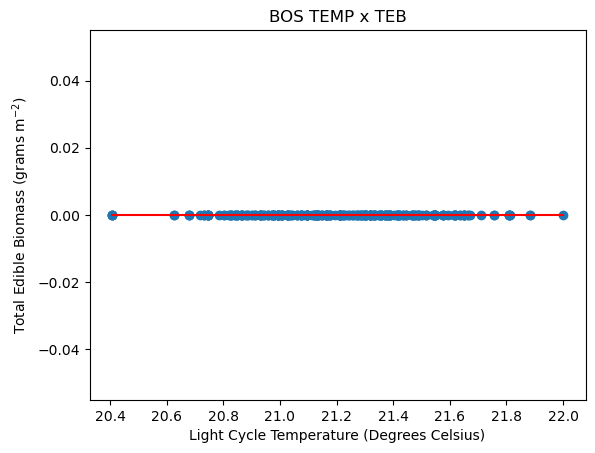 BOS TEMP x TEB
Total Edible Biomass (grams m⁻²)
0.04
0.02
0.00
−0.02
−0.04
20.4 20.6 20.8 21.0 21.2 21.4 21.6 21.8 22.0
Light Cycle Temperature (Degrees Celsius)